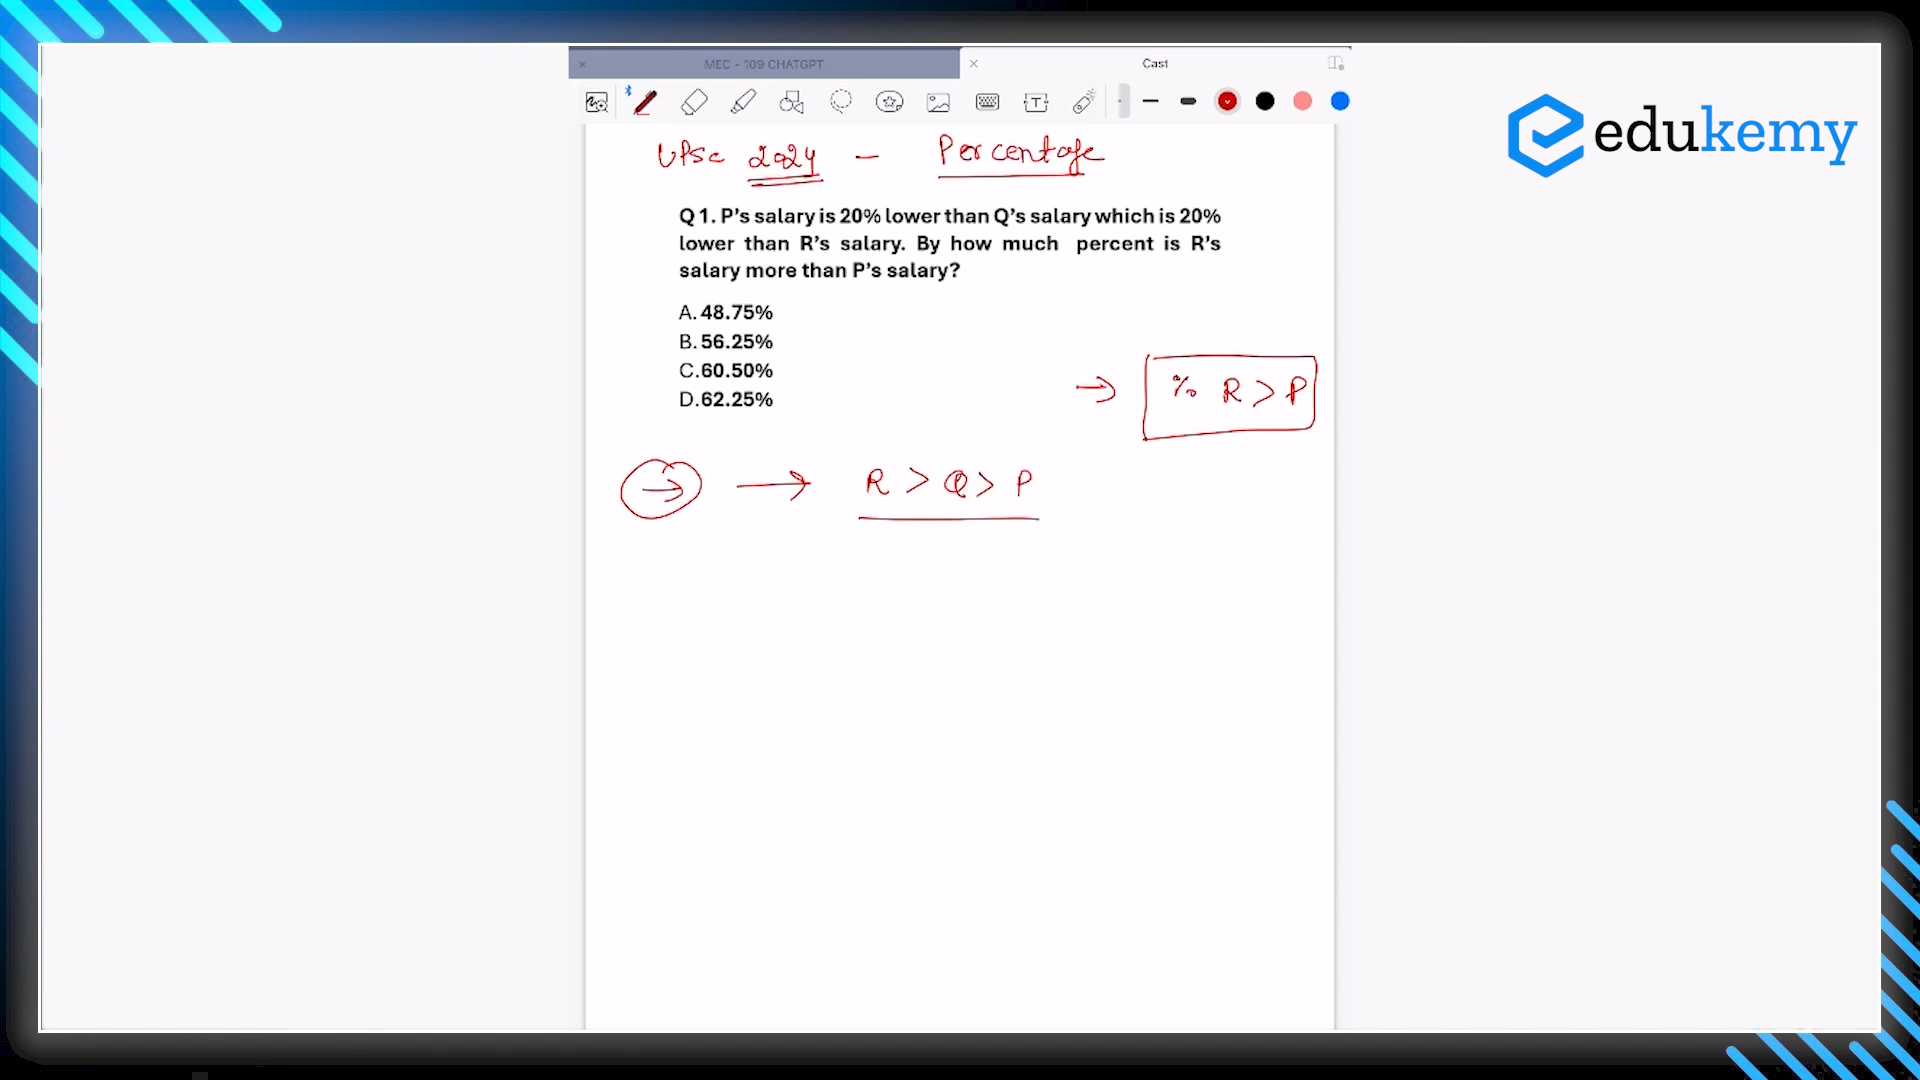 MEC - 109 CHATGPT
Cast
edukemy
UPSC 2024 - Percentage
Q1. P's salary is 20% lower than Q's salary which is 20%
lower than R's salary. By how much percent is R's
salary more than P's salary?
A. 48.75%
B. 56.25%
C.60.50%
D.62.25%
→ % R > P
→ → R > Q > P